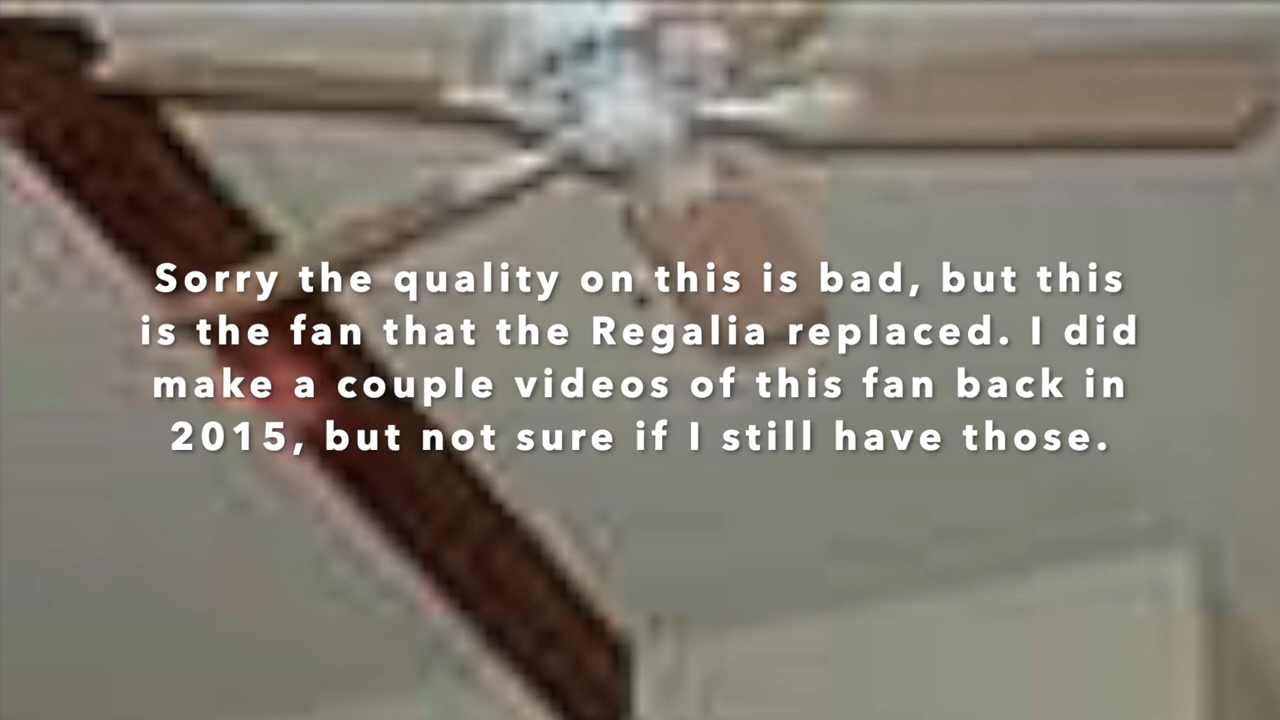 Sorry the quality on this is bad, but this
is the fan that the Regalia replaced. I did
make a couple videos of this fan back in
2015, but not sure if I still have those.